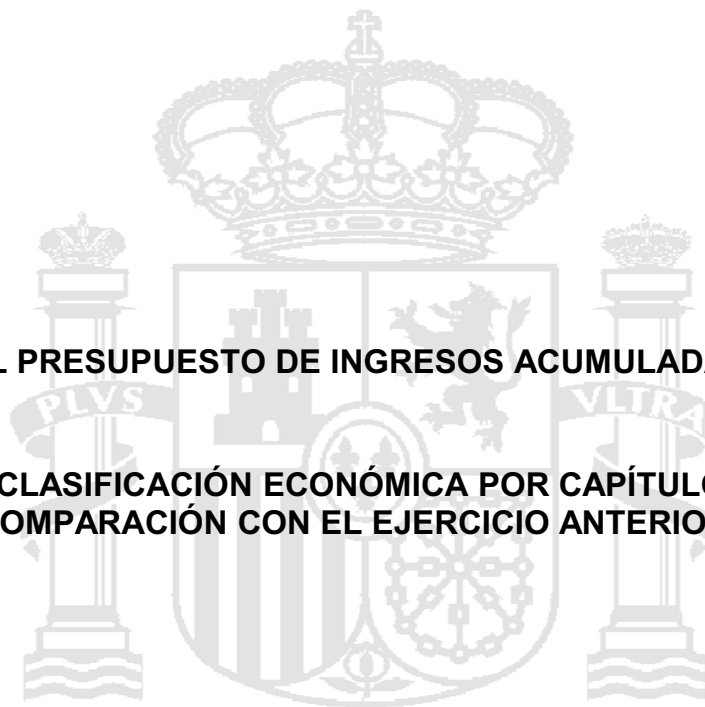 L PRESUPUESTO DE INGRESOS ACUMULADA
PLVS VLTRA
CLASIFICACIÓN ECONÓMICA POR CAPÍTULO
OMPARACIÓN CON EL EJERCICIO ANTERIO